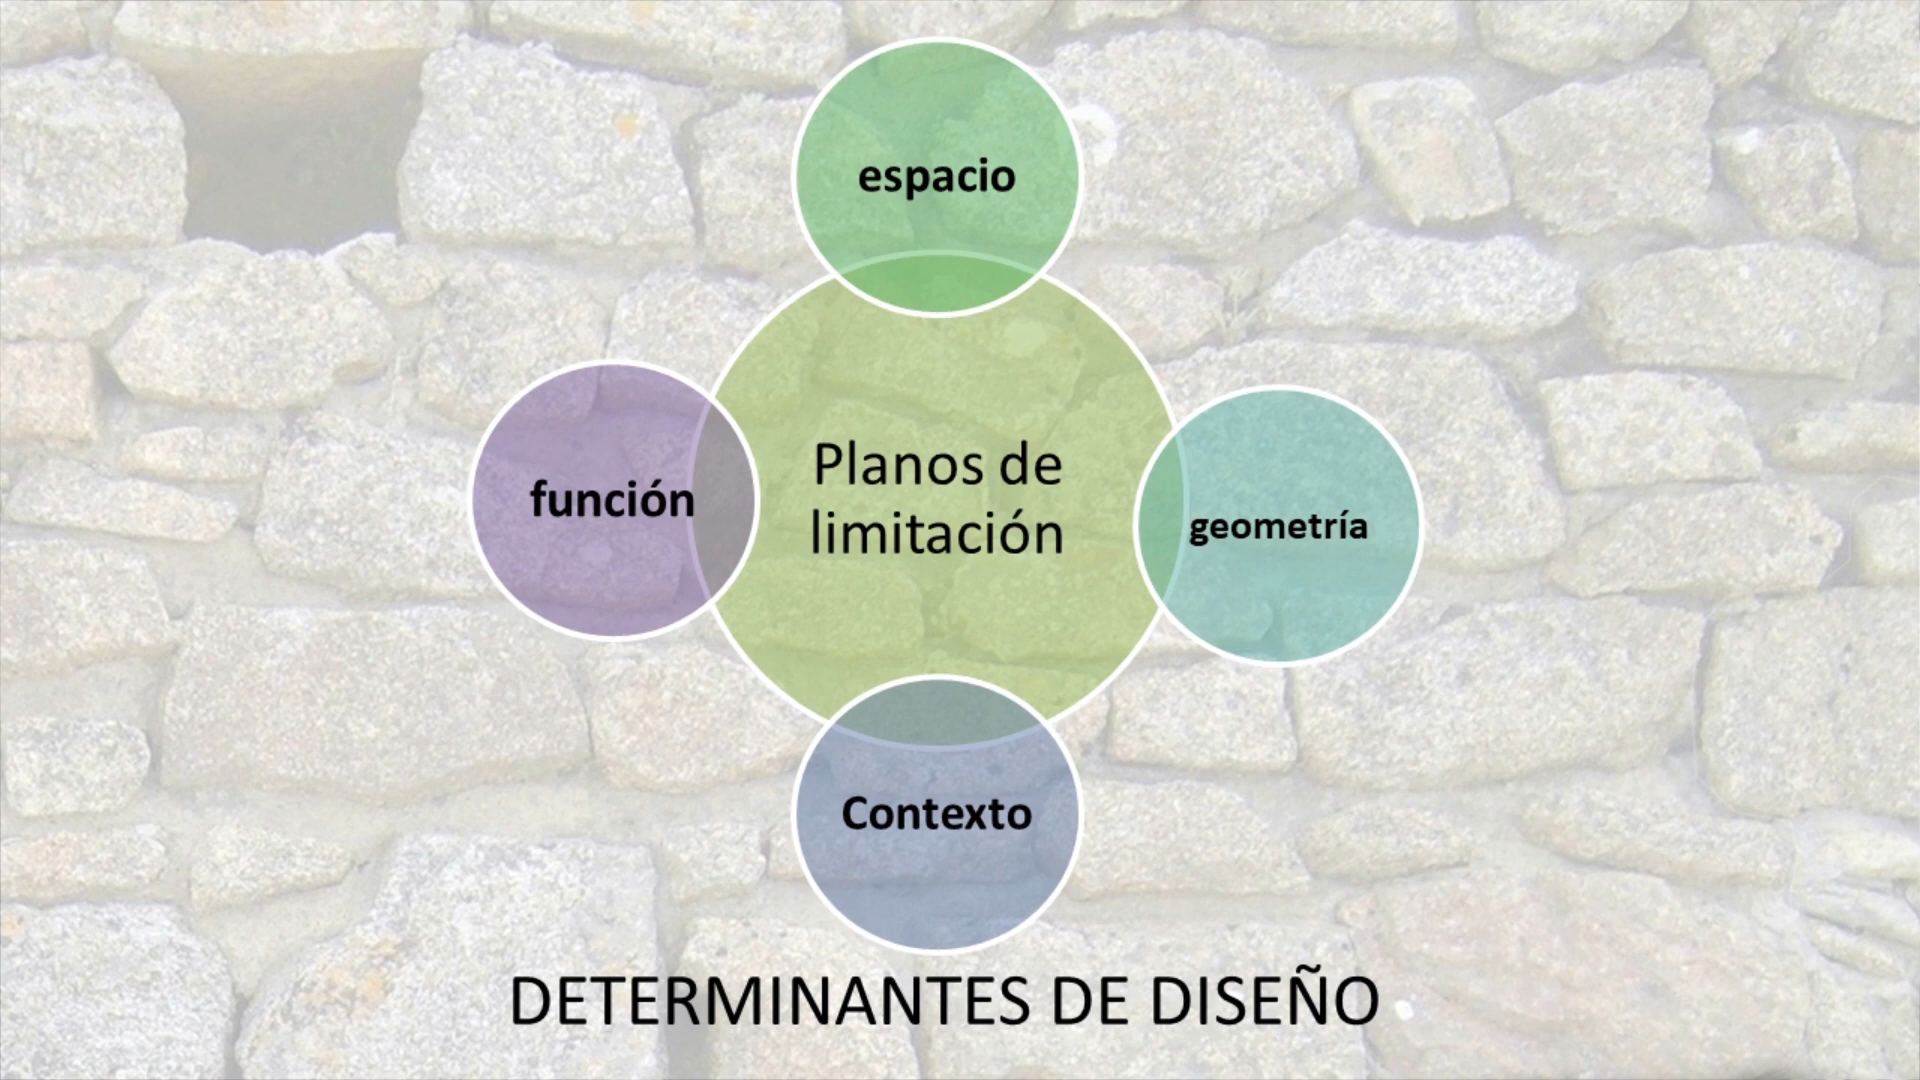 espacio
función
Planos de
limitación
geometría
Contexto
DETERMINANTES DE DISEÑO